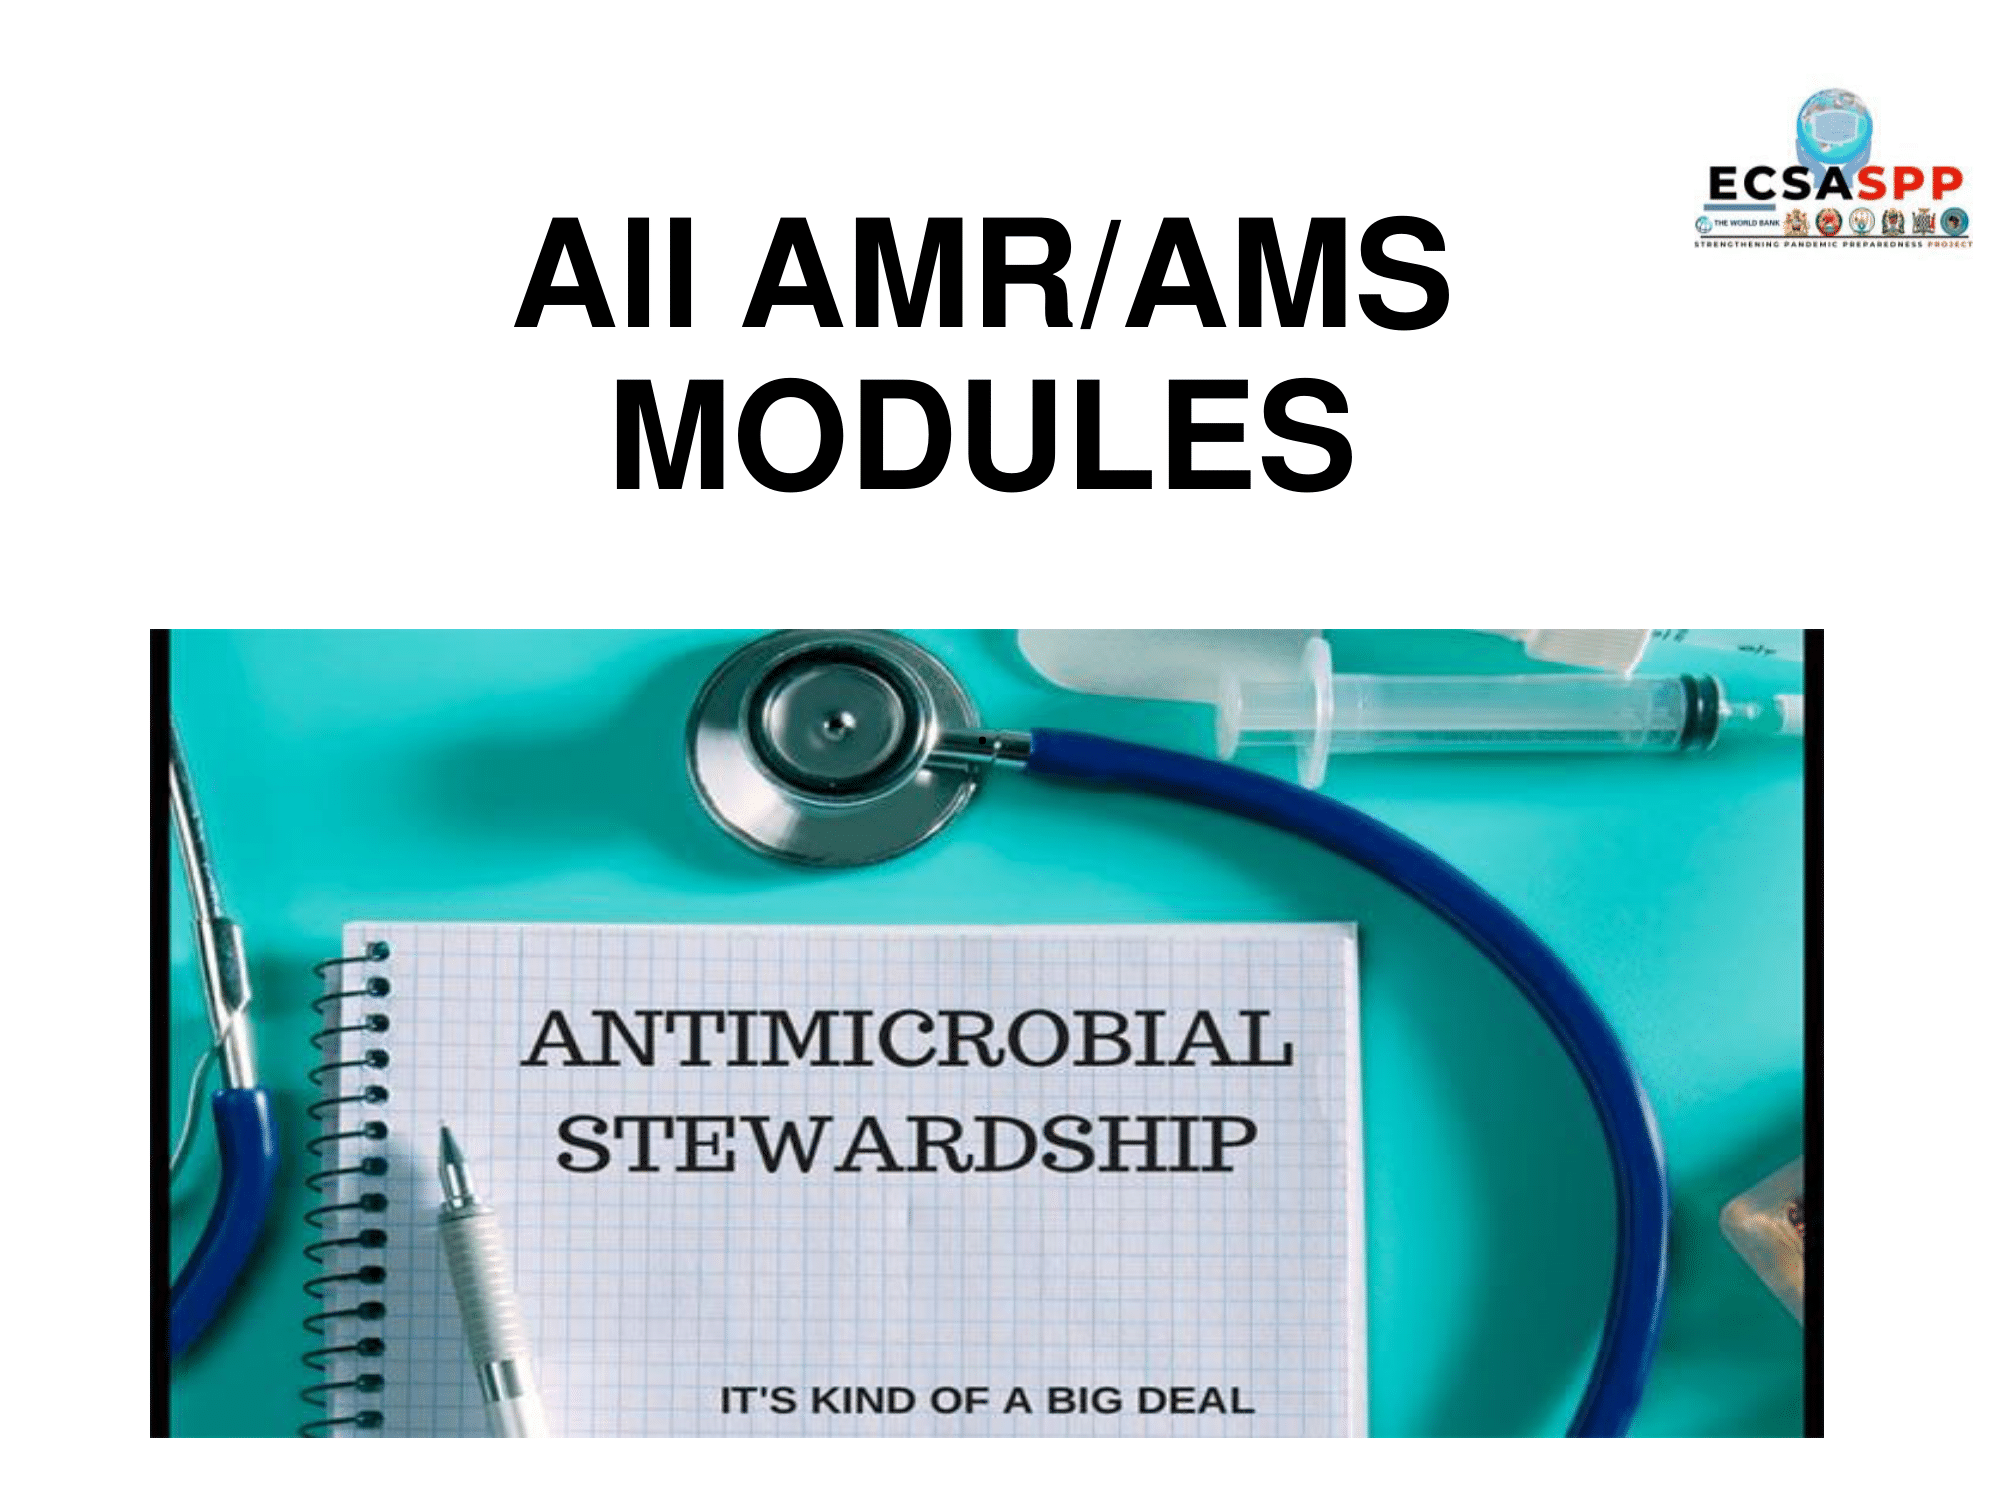 ECSASPP
THE WORLD BANK
STRENGTHENING PANDEMIC PREPAREDNESS PROJECT
All AMR/AMS
MODULES
ANTIMICROBIAL
STEWARDSHIP
IT'S KIND OF A BIG DEAL